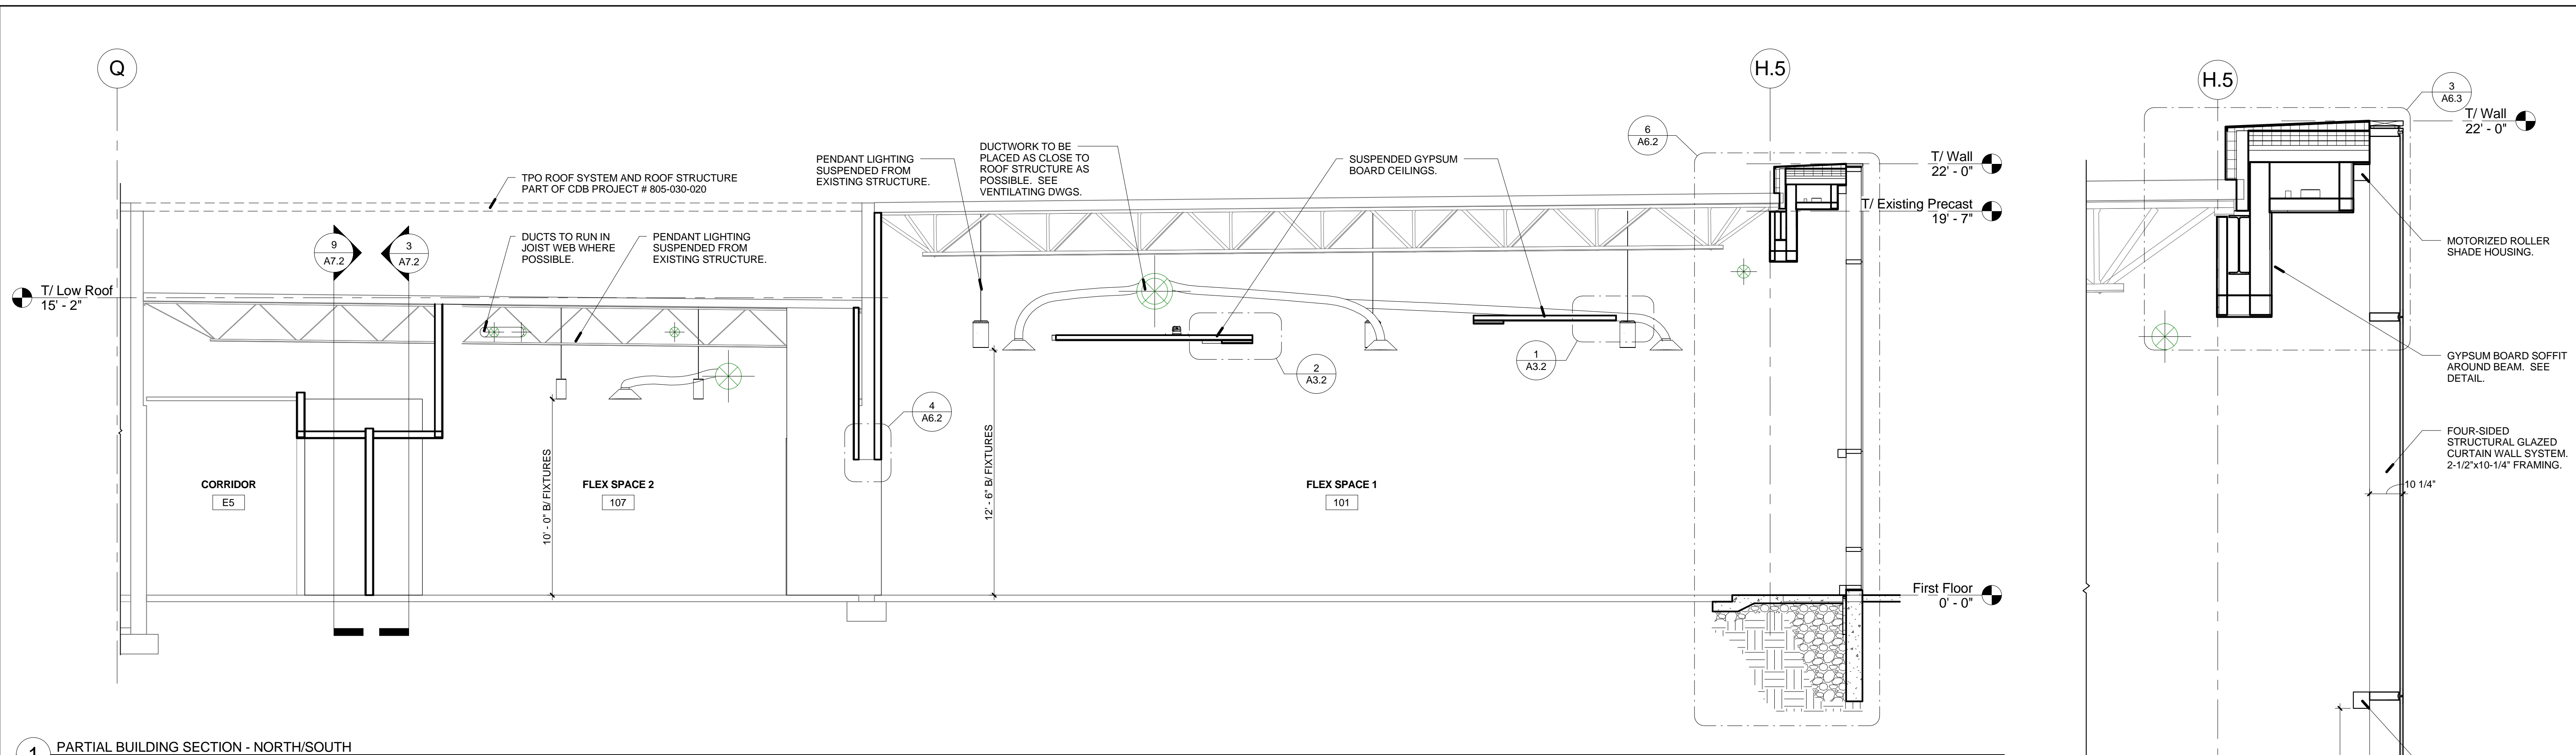 Q
H.5
6
A6.2
T/ Wall
22' - 0"
T/ Existing Precast
19' - 7"
TPO ROOF SYSTEM AND ROOF STRUCTURE
PART OF CDB PROJECT # 805-030-020
PENDANT LIGHTING
SUSPENDED FROM
EXISTING STRUCTURE.
DUCTWORK TO BE
PLACED AS CLOSE TO
ROOF STRUCTURE AS
POSSIBLE. SEE
VENTILATING DWGS.
SUSPENDED GYPSUM
BOARD CEILINGS.
9
A7.2
3
A7.2
DUCTS TO RUN IN
JOIST WEB WHERE
POSSIBLE.
PENDANT LIGHTING
SUSPENDED FROM
EXISTING STRUCTURE.
T/ Low Roof
15' - 2"
4
A6.2
2
A3.2
1
A3.2
10' - 0" B/ FIXTURES
12' - 6" B/ FIXTURES
CORRIDOR
E5
FLEX SPACE 2
107
FLEX SPACE 1
101
First Floor
0' - 0"
1
PARTIAL BUILDING SECTION - NORTH/SOUTH
H.5
3
A6.3
T/ Wall
22' - 0"
MOTORIZED ROLLER
SHADE HOUSING.
GYPSUM BOARD SOFFIT
AROUND BEAM. SEE
DETAIL.
FOUR-SIDED
STRUCTURAL GLAZED
CURTAIN WALL SYSTEM.
2-1/2"x10-1/4" FRAMING.
10 1/4"